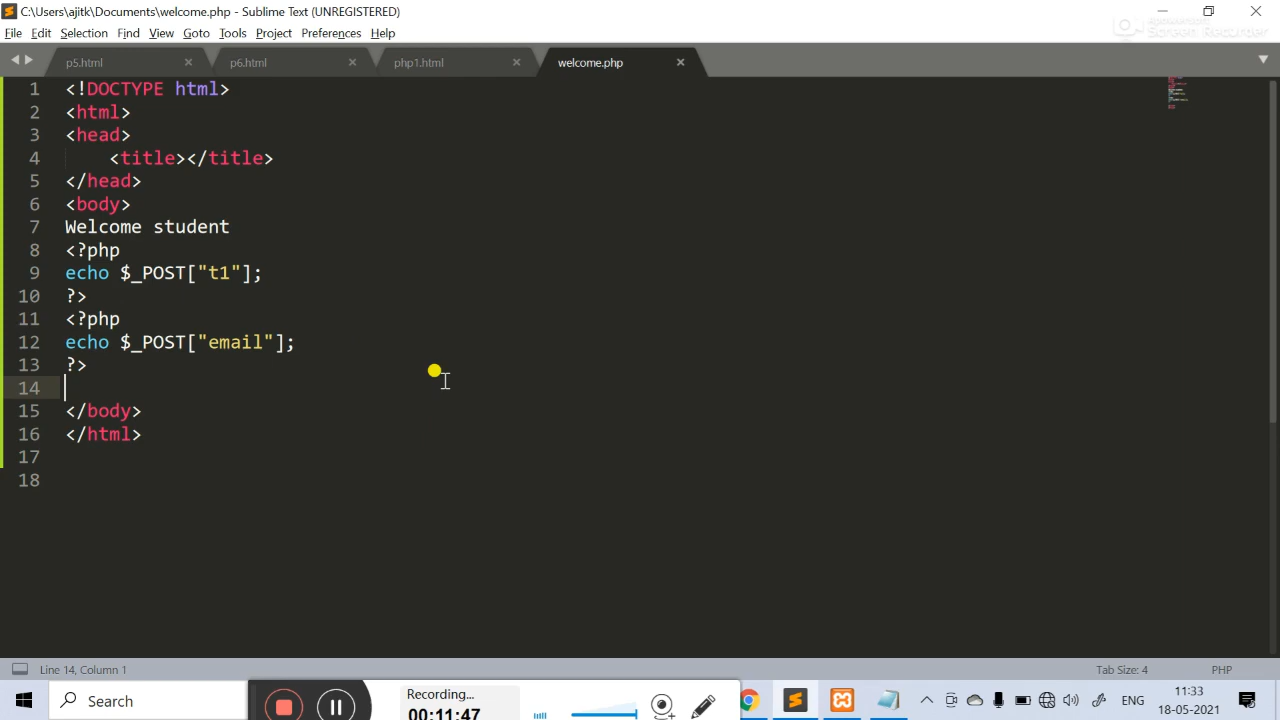 C:\Users\ajitk\Documents\welcome.php - Sublime Text (UNREGISTERED)
File Edit Selection Find View Goto Tools Project Preferences Help
Apowersoft
Screen Recorder
p5.html
p6.html
php1.html
welcome.php
1 <!DOCTYPE html>
2 <html>
3 <head>
4 <title></title>
5 </head>
6 <body>
7 Welcome student
8 <?php
9 echo $_POST["t1"];
10 ?>
11 <?php
12 echo $_POST["email"];
13 ?>
14
15 </body>
16 </html>
17
18
Line 14, Column 1
Tab Size: 4
PHP
Search
Recording...
00:11:47
ENG
11:33
18-05-2021